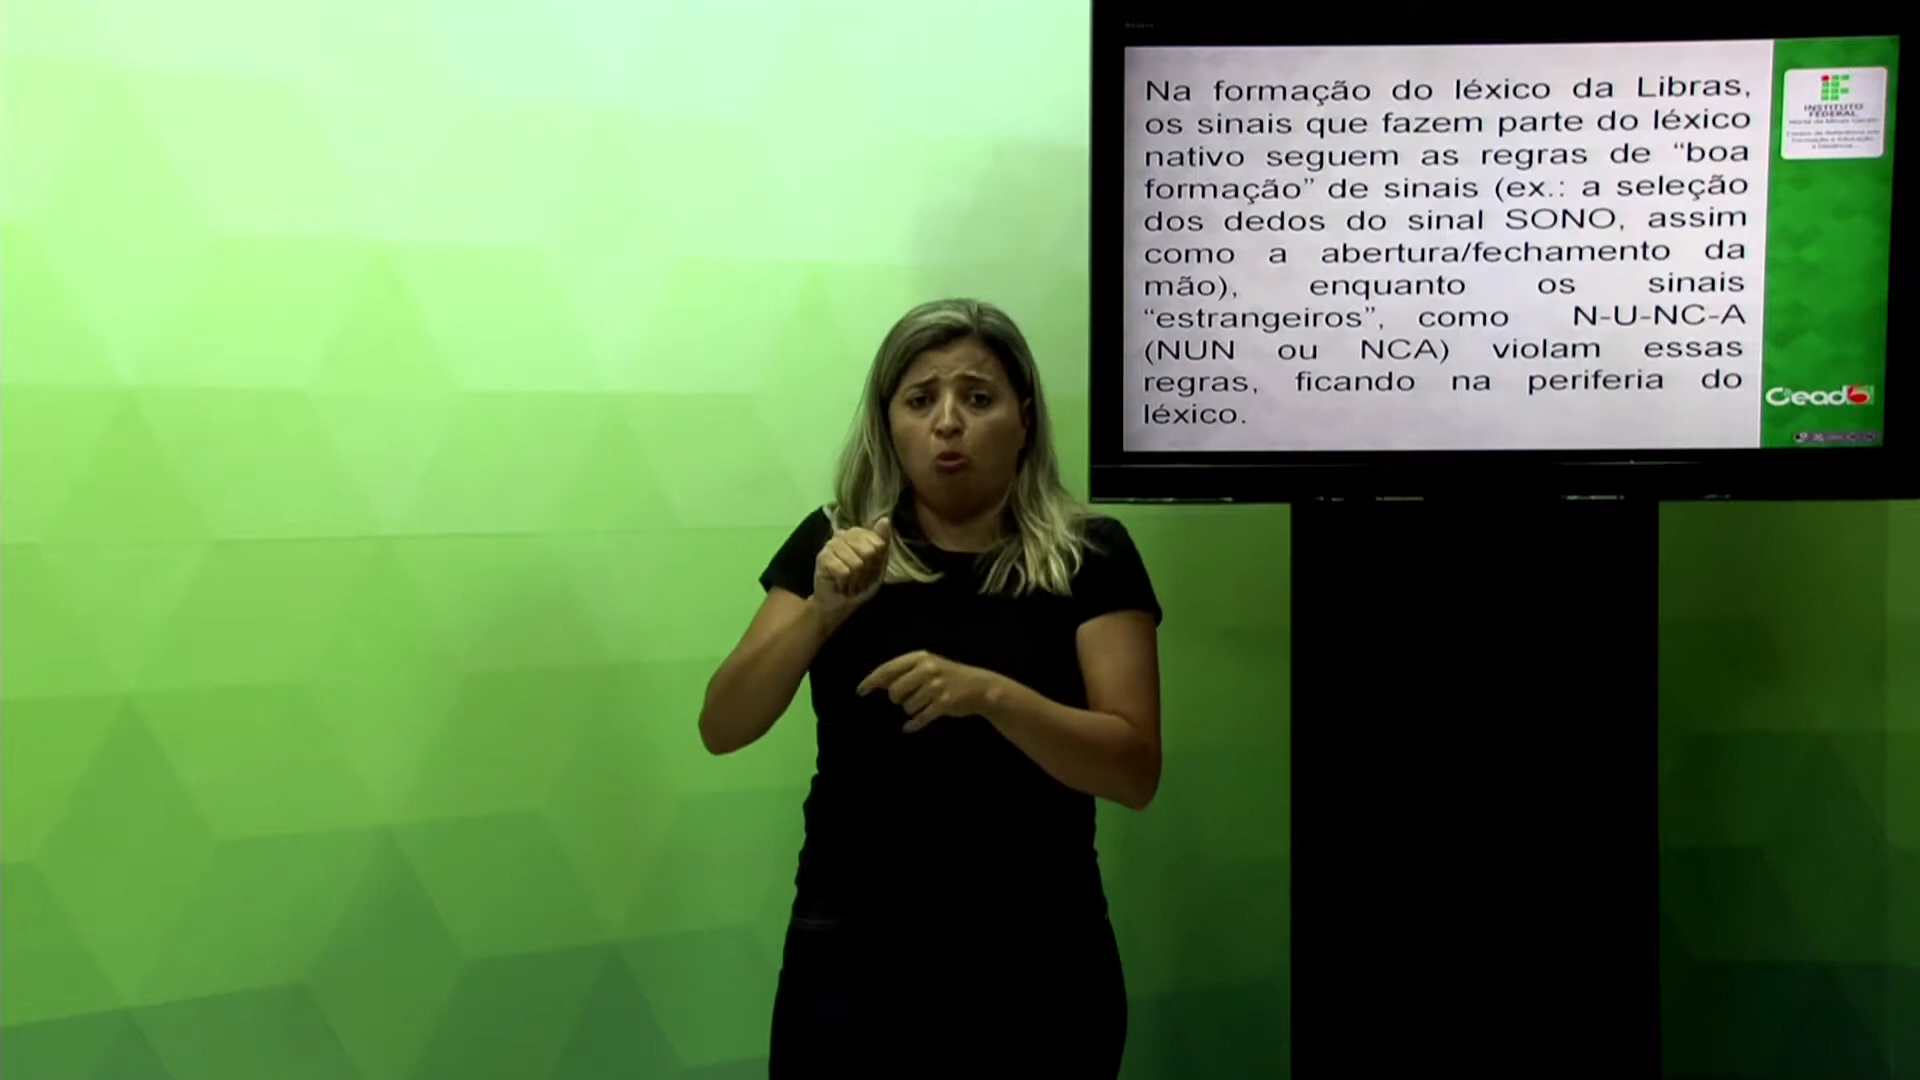 Na formação do léxico da Libras,
os sinais que fazem parte do léxico
nativo seguem as regras de “boa
formação” de sinais (ex.: a seleção
dos dedos do sinal SONO, assim
como a abertura/fechamento da
mão), enquanto os sinais
“estrangeiros”, como N-U-NC-A
(NUN ou NCA) violam essas
regras, ficando na periferia do
léxico.
INSTITUTO
FEDERAL
Cead